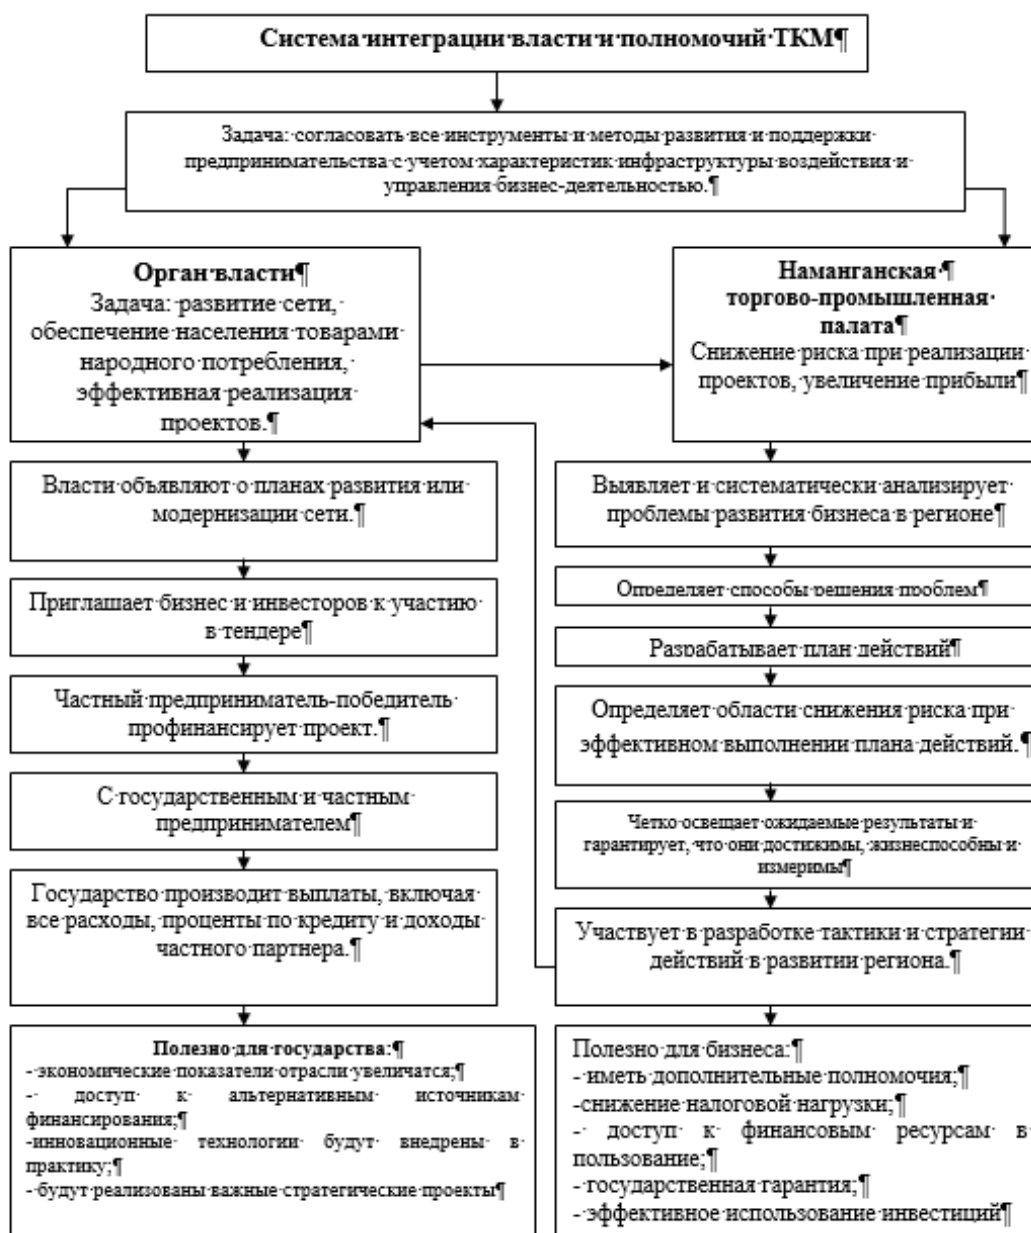 Система интеграции власти и полномочий ТКМ¶
Задача: согласовать все инструменты и методы развития и поддержки
предпринимательства с учетом характеристик инфраструктуры воздействия и
управления бизнес-деятельностью.¶
Орган власти¶
Задача: развитие сети,
обеспечение населения товарами
народного потребления,
эффективная реализация
проектов.¶
Власти объявляют о планах развития или
модернизации сети.¶
Приглашает бизнес и инвесторов к участию
в тендере¶
Частный предприниматель-победитель
профинансирует проект.¶
С государственным и частным
предпринимателем¶
Государство производит выплаты, включая
все расходы, проценты по кредиту и доходы
частного партнера.¶
Полезно для государства:¶
- экономические показатели отрасли увеличатся;¶
- доступ к альтернативным источникам
финансирования;¶
-инновационные технологии будут внедрены в
практику;¶
- будут реализованы важные стратегические проекты¶
Наманганская ¶
торгово-промышленная
палата¶
Снижение риска при реализации
проектов, увеличение прибыли¶
Выявляет и систематически анализирует
проблемы развития бизнеса в регионе¶
Определяет способы решения проблем¶
Разрабатывает план действий¶
Определяет области снижения риска при
эффективном выполнении плана действий.¶
Четко освещает ожидаемые результаты и
гарантирует, что они достижимы, жизнеспособны и
измеримы¶
Участвует в разработке тактики и стратегии
действий в развитии региона.¶
Полезно для бизнеса:¶
- иметь дополнительные полномочия;¶
-снижение налоговой нагрузки;¶
- доступ к финансовым ресурсам в
пользование;¶
-государственная гарантия;¶
- эффективное использование инвестиций¶